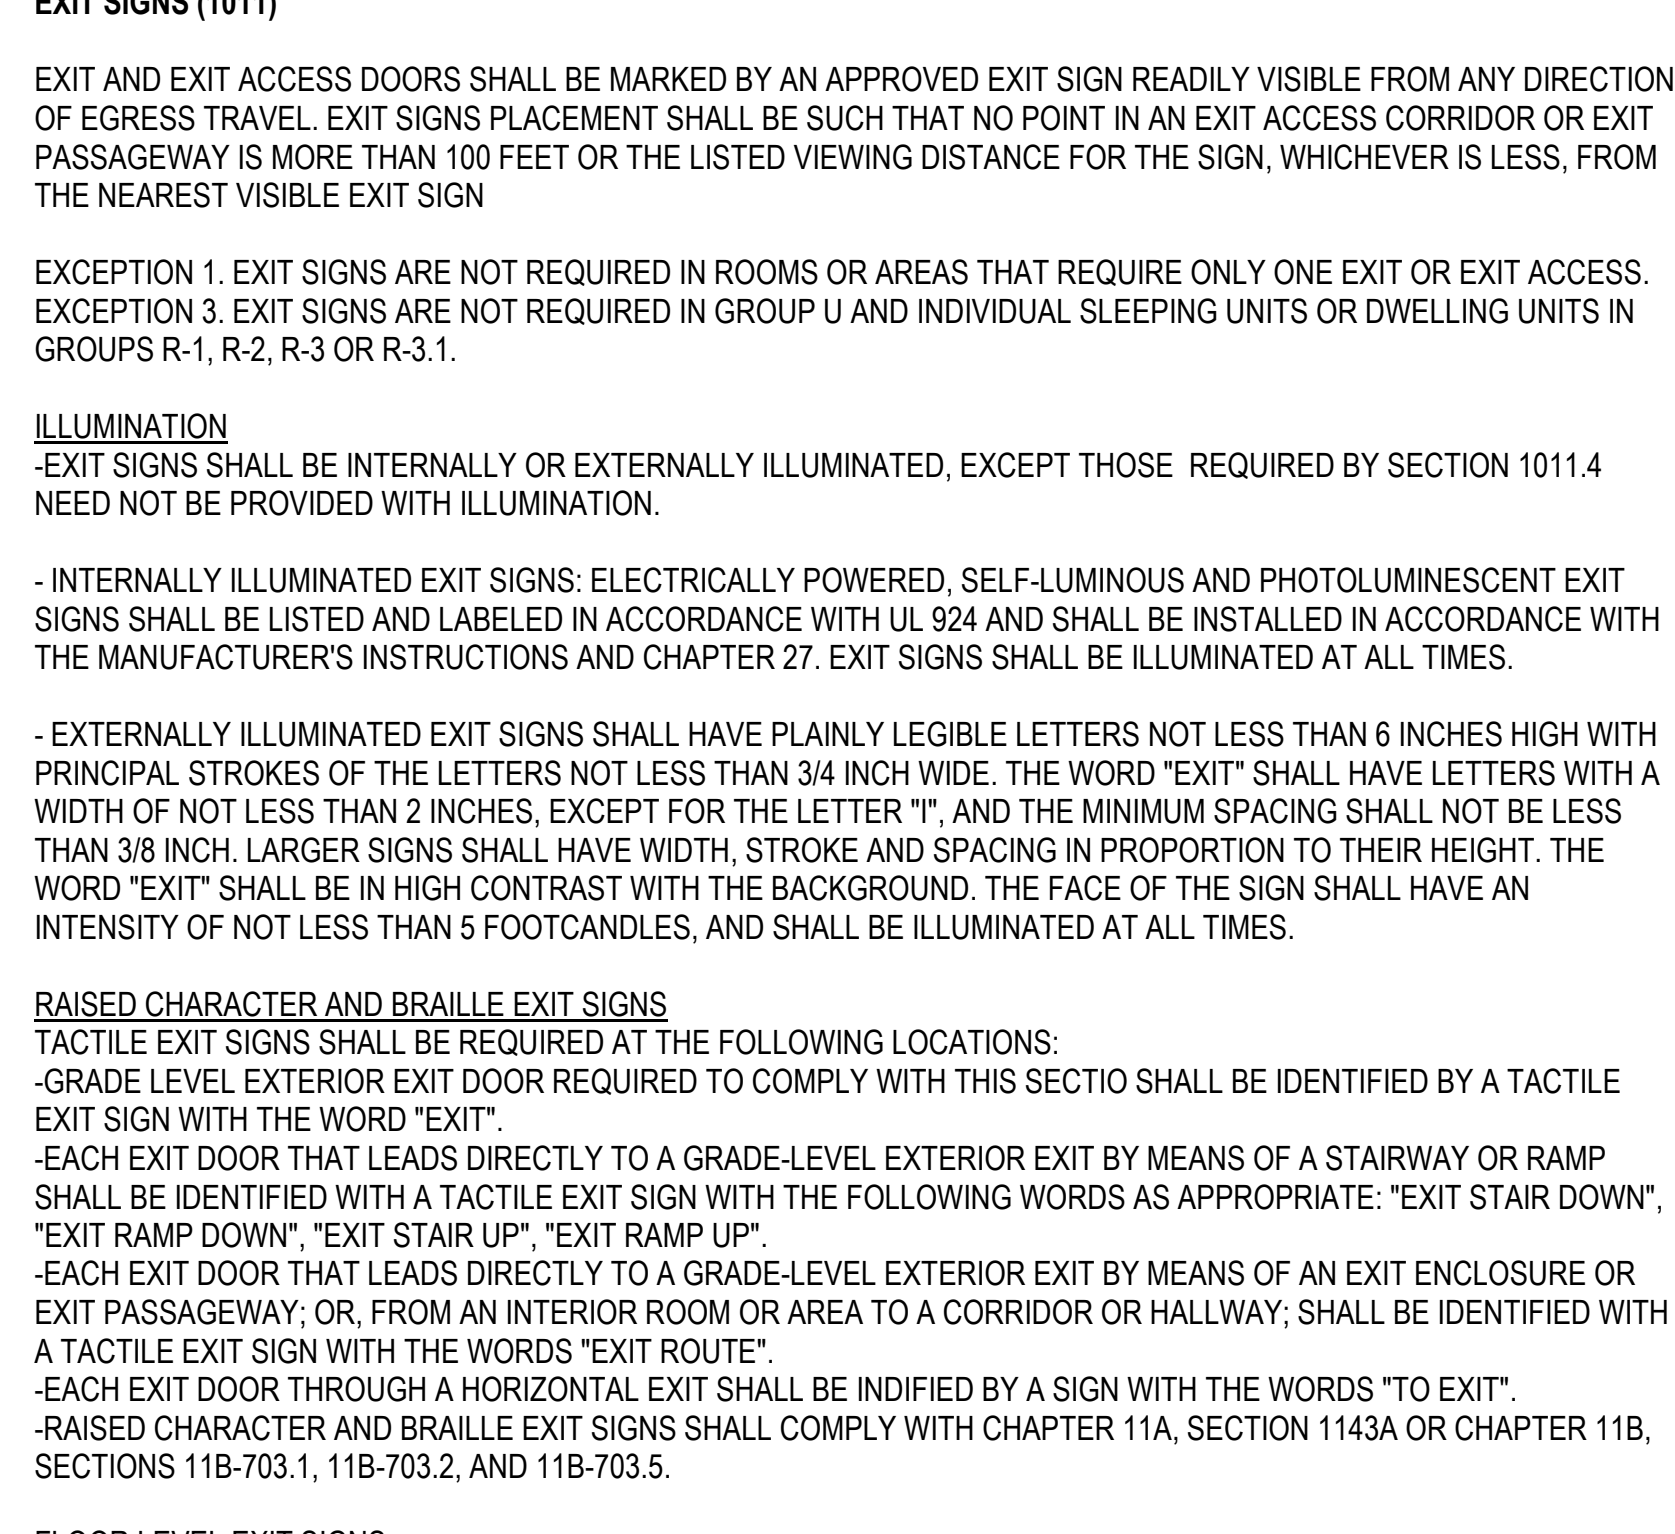 EXIT SIGNS (1011)
EXIT AND EXIT ACCESS DOORS SHALL BE MARKED BY AN APPROVED EXIT SIGN READILY VISIBLE FROM ANY DIRECTION
OF EGRESS TRAVEL. EXIT SIGNS PLACEMENT SHALL BE SUCH THAT NO POINT IN AN EXIT ACCESS CORRIDOR OR EXIT
PASSAGEWAY IS MORE THAN 100 FEET OR THE LISTED VIEWING DISTANCE FOR THE SIGN, WHICHEVER IS LESS, FROM
THE NEAREST VISIBLE EXIT SIGN
EXCEPTION 1. EXIT SIGNS ARE NOT REQUIRED IN ROOMS OR AREAS THAT REQUIRE ONLY ONE EXIT OR EXIT ACCESS.
EXCEPTION 3. EXIT SIGNS ARE NOT REQUIRED IN GROUP U AND INDIVIDUAL SLEEPING UNITS OR DWELLING UNITS IN
GROUPS R-1, R-2, R-3 OR R-3.1.
ILLUMINATION
-EXIT SIGNS SHALL BE INTERNALLY OR EXTERNALLY ILLUMINATED, EXCEPT THOSE  REQUIRED BY SECTION 1011.4
NEED NOT BE PROVIDED WITH ILLUMINATION.
- INTERNALLY ILLUMINATED EXIT SIGNS: ELECTRICALLY POWERED, SELF-LUMINOUS AND PHOTOLUMINESCENT EXIT
SIGNS SHALL BE LISTED AND LABELED IN ACCORDANCE WITH UL 924 AND SHALL BE INSTALLED IN ACCORDANCE WITH
THE MANUFACTURER'S INSTRUCTIONS AND CHAPTER 27. EXIT SIGNS SHALL BE ILLUMINATED AT ALL TIMES.
- EXTERNALLY ILLUMINATED EXIT SIGNS SHALL HAVE PLAINLY LEGIBLE LETTERS NOT LESS THAN 6 INCHES HIGH WITH
PRINCIPAL STROKES OF THE LETTERS NOT LESS THAN 3/4 INCH WIDE. THE WORD "EXIT" SHALL HAVE LETTERS WITH A
WIDTH OF NOT LESS THAN 2 INCHES, EXCEPT FOR THE LETTER "I", AND THE MINIMUM SPACING SHALL NOT BE LESS
THAN 3/8 INCH. LARGER SIGNS SHALL HAVE WIDTH, STROKE AND SPACING IN PROPORTION TO THEIR HEIGHT. THE
WORD "EXIT" SHALL BE IN HIGH CONTRAST WITH THE BACKGROUND. THE FACE OF THE SIGN SHALL HAVE AN
INTENSITY OF NOT LESS THAN 5 FOOTCANDLES, AND SHALL BE ILLUMINATED AT ALL TIMES.
RAISED CHARACTER AND BRAILLE EXIT SIGNS
TACTILE EXIT SIGNS SHALL BE REQUIRED AT THE FOLLOWING LOCATIONS:
-GRADE LEVEL EXTERIOR EXIT DOOR REQUIRED TO COMPLY WITH THIS SECTIO SHALL BE IDENTIFIED BY A TACTILE
EXIT SIGN WITH THE WORD "EXIT".
-EACH EXIT DOOR THAT LEADS DIRECTLY TO A GRADE-LEVEL EXTERIOR EXIT BY MEANS OF A STAIRWAY OR RAMP
SHALL BE IDENTIFIED WITH A TACTILE EXIT SIGN WITH THE FOLLOWING WORDS AS APPROPRIATE: "EXIT STAIR DOWN",
"EXIT RAMP DOWN", "EXIT STAIR UP", "EXIT RAMP UP".
-EACH EXIT DOOR THAT LEADS DIRECTLY TO A GRADE-LEVEL EXTERIOR EXIT BY MEANS OF AN EXIT ENCLOSURE OR
EXIT PASSAGEWAY; OR, FROM AN INTERIOR ROOM OR AREA TO A CORRIDOR OR HALLWAY; SHALL BE IDENTIFIED WITH
A TACTILE EXIT SIGN WITH THE WORDS "EXIT ROUTE".
-EACH EXIT DOOR THROUGH A HORIZONTAL EXIT SHALL BE INDIFIED BY A SIGN WITH THE WORDS "TO EXIT".
-RAISED CHARACTER AND BRAILLE EXIT SIGNS SHALL COMPLY WITH CHAPTER 11A, SECTION 1143A OR CHAPTER 11B,
SECTIONS 11B-703.1, 11B-703.2, AND 11B-703.5.
FLOOR LEVEL EXIT SIGNS